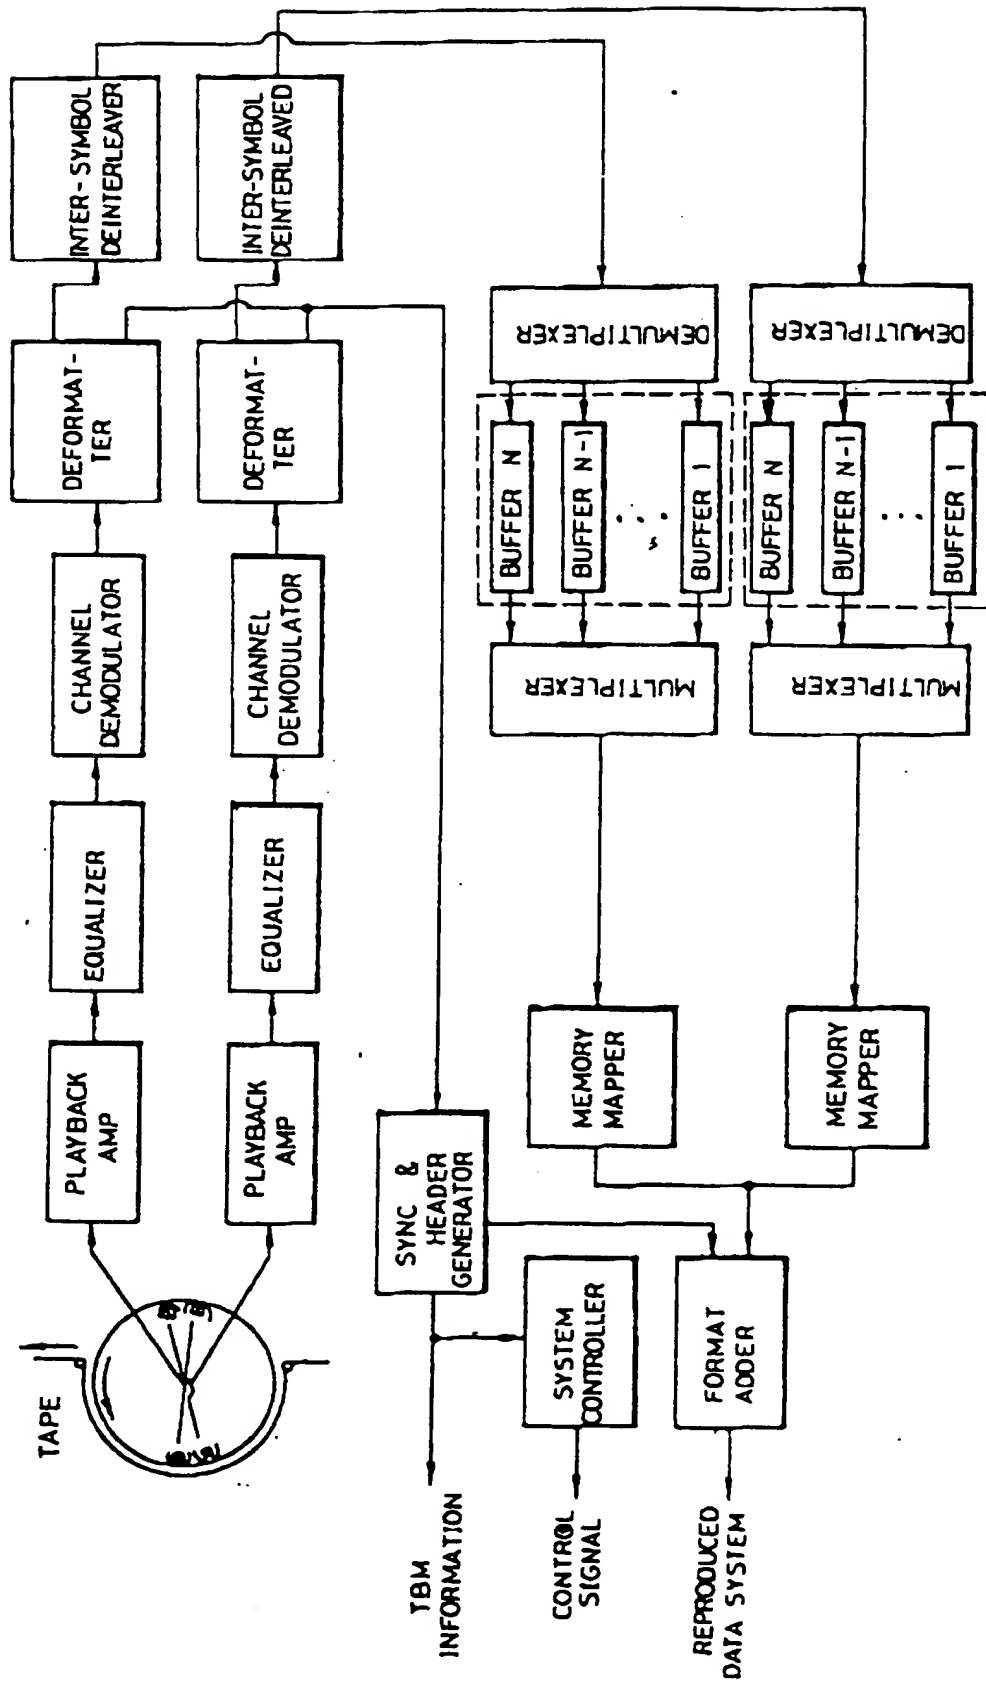 TAPE
PLAYBACK
AMP
EQUALIZER
CHANNEL
DEMODULATOR
DEFORMAT-
TER
INTER-SYMBOL
DEINTERLEAVER
PLAYBACK
AMP
EQUALIZER
CHANNEL
DEMODULATOR
DEFORMAT-
TER
INTER-SYMBOL
DEINTERLEAVED
TBM
INFORMATION
SYNC &
HEADER
GENERATOR
CONTROL
SIGNAL
SYSTEM
CONTROLLER
REPRODUCED
DATA SYSTEM
FORMAT
ADDER
MEMORY
MAPPER
MULTIPLEXER
BUFFER N
BUFFER N-1
...
BUFFER 1
DEMULTIPLEXER
MEMORY
MAPPER
MULTIPLEXER
BUFFER N
BUFFER N-1
...
BUFFER 1
DEMULTIPLEXER